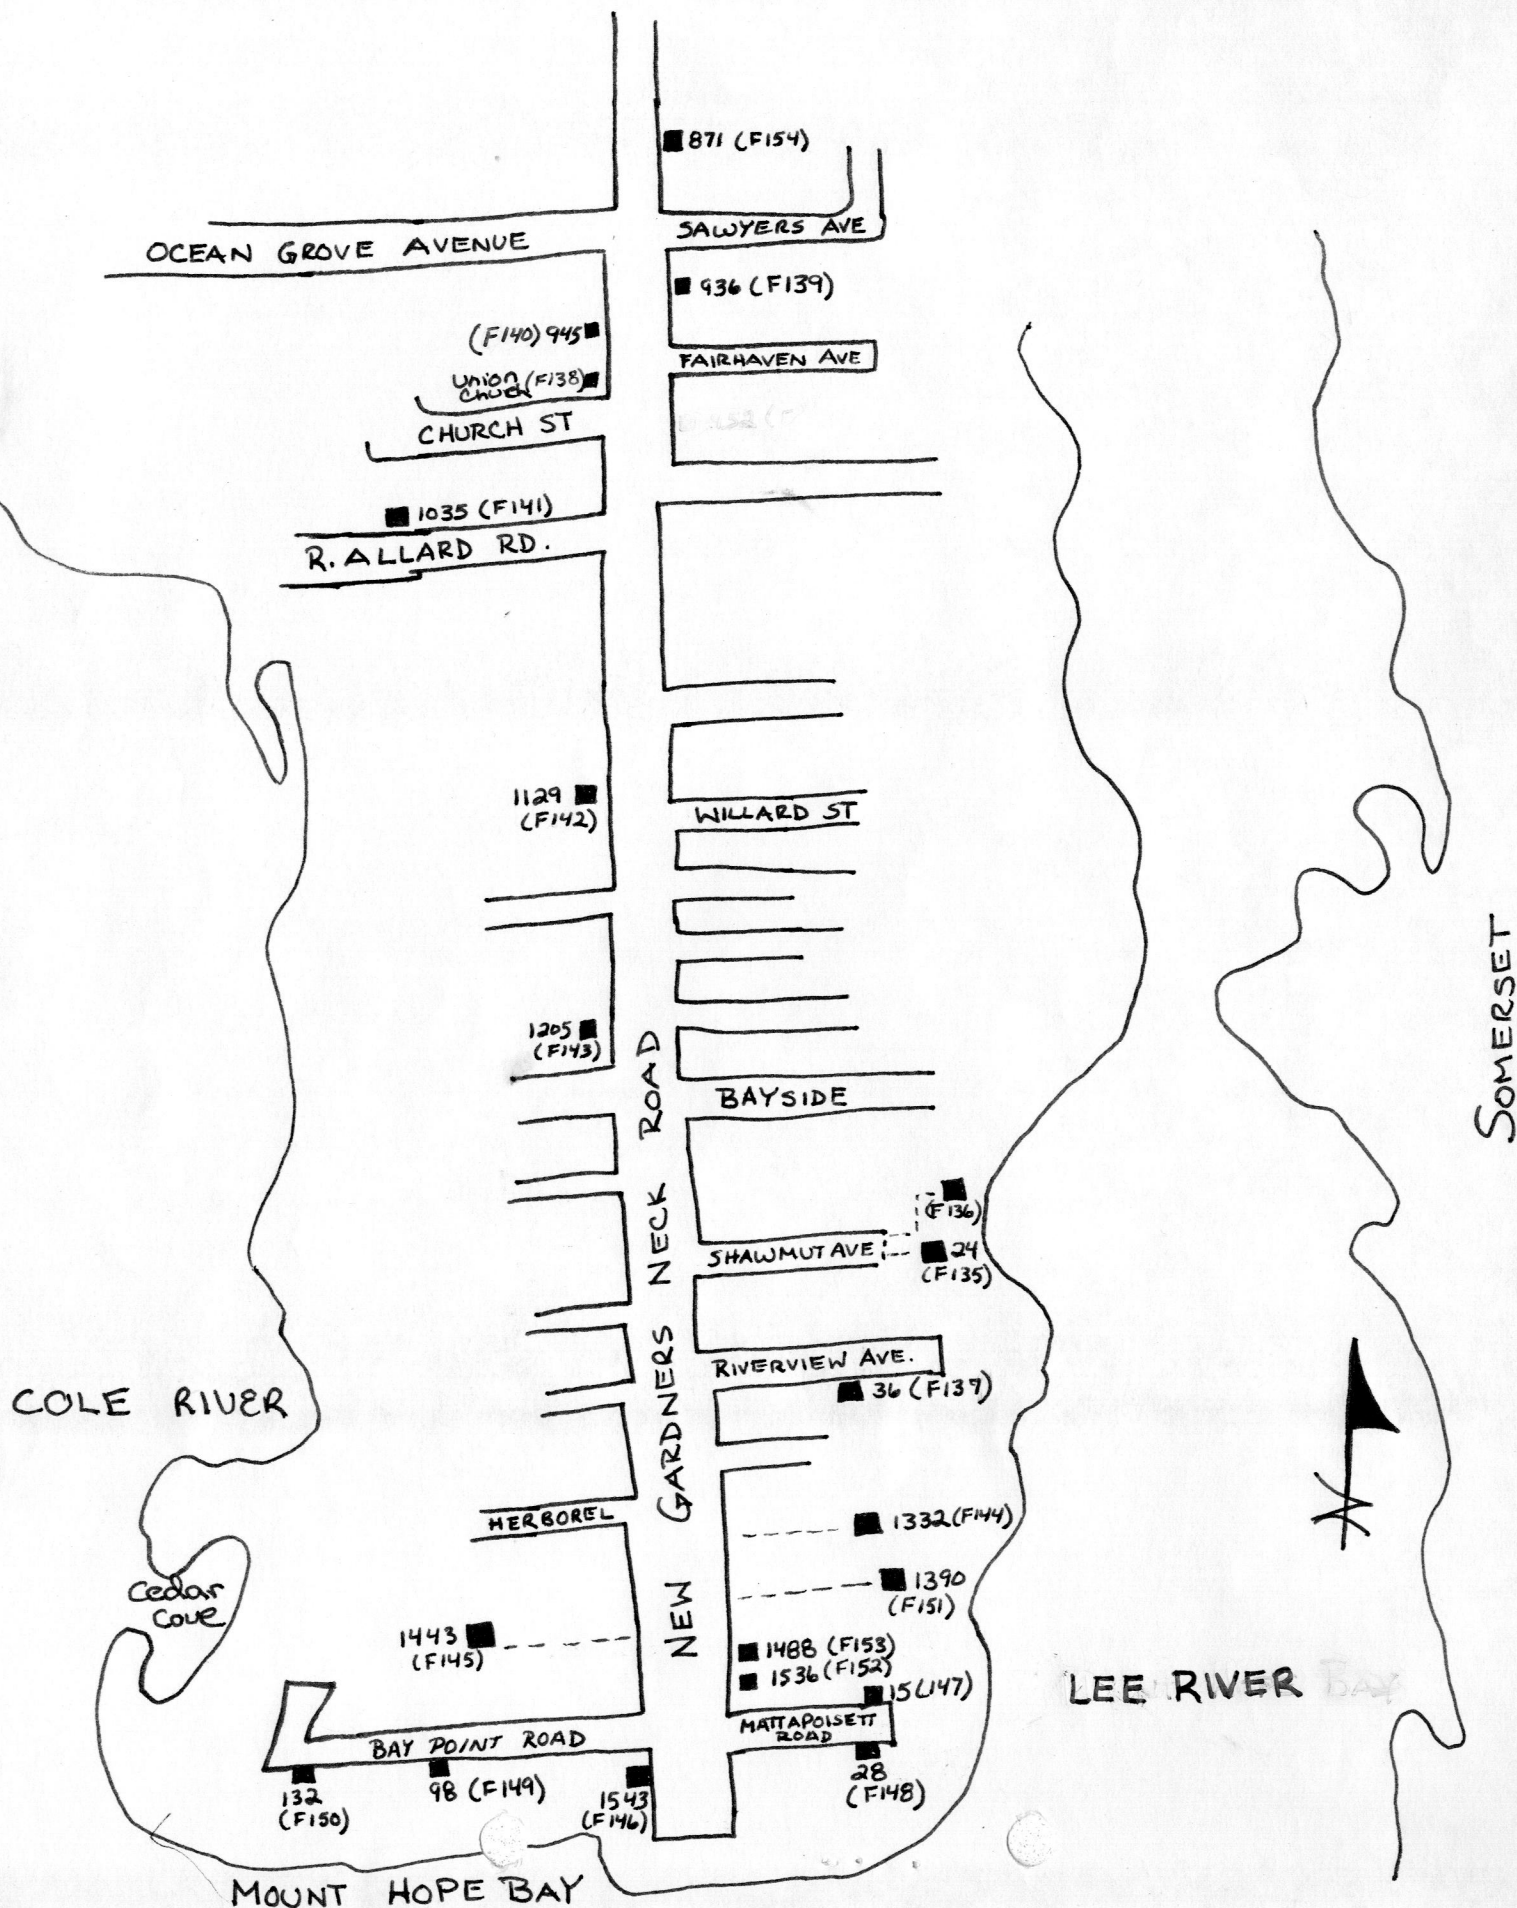 871 (F154)
OCEAN GROVE AVENUE
SAWYERS AVE
936 (F139)
(F140) 945
FAIRHAVEN AVE
Union (F138)
Chuch
CHURCH ST
1035 (F141)
R. ALLARD RD.
1129
(F142)
WILLARD ST
SOMERSET
1205
(F143)
BAYSIDE
NEW GARDNERS NECK ROAD
(F136)
SHAWMUT AVE
24
(F135)
RIVERVIEW AVE.
36 (F137)
COLE RIVER
N
HERBOREL
1332 (F144)
Cedar
Cove
1390
(F151)
1443
(F145)
1488 (F153)
1536 (F152)
15 (147)
LEE RIVER
MATTAPOISETT
ROAD
BAY POINT ROAD
132
(F150)
98 (F149)
1543
(F146)
28
(F148)
MOUNT HOPE BAY